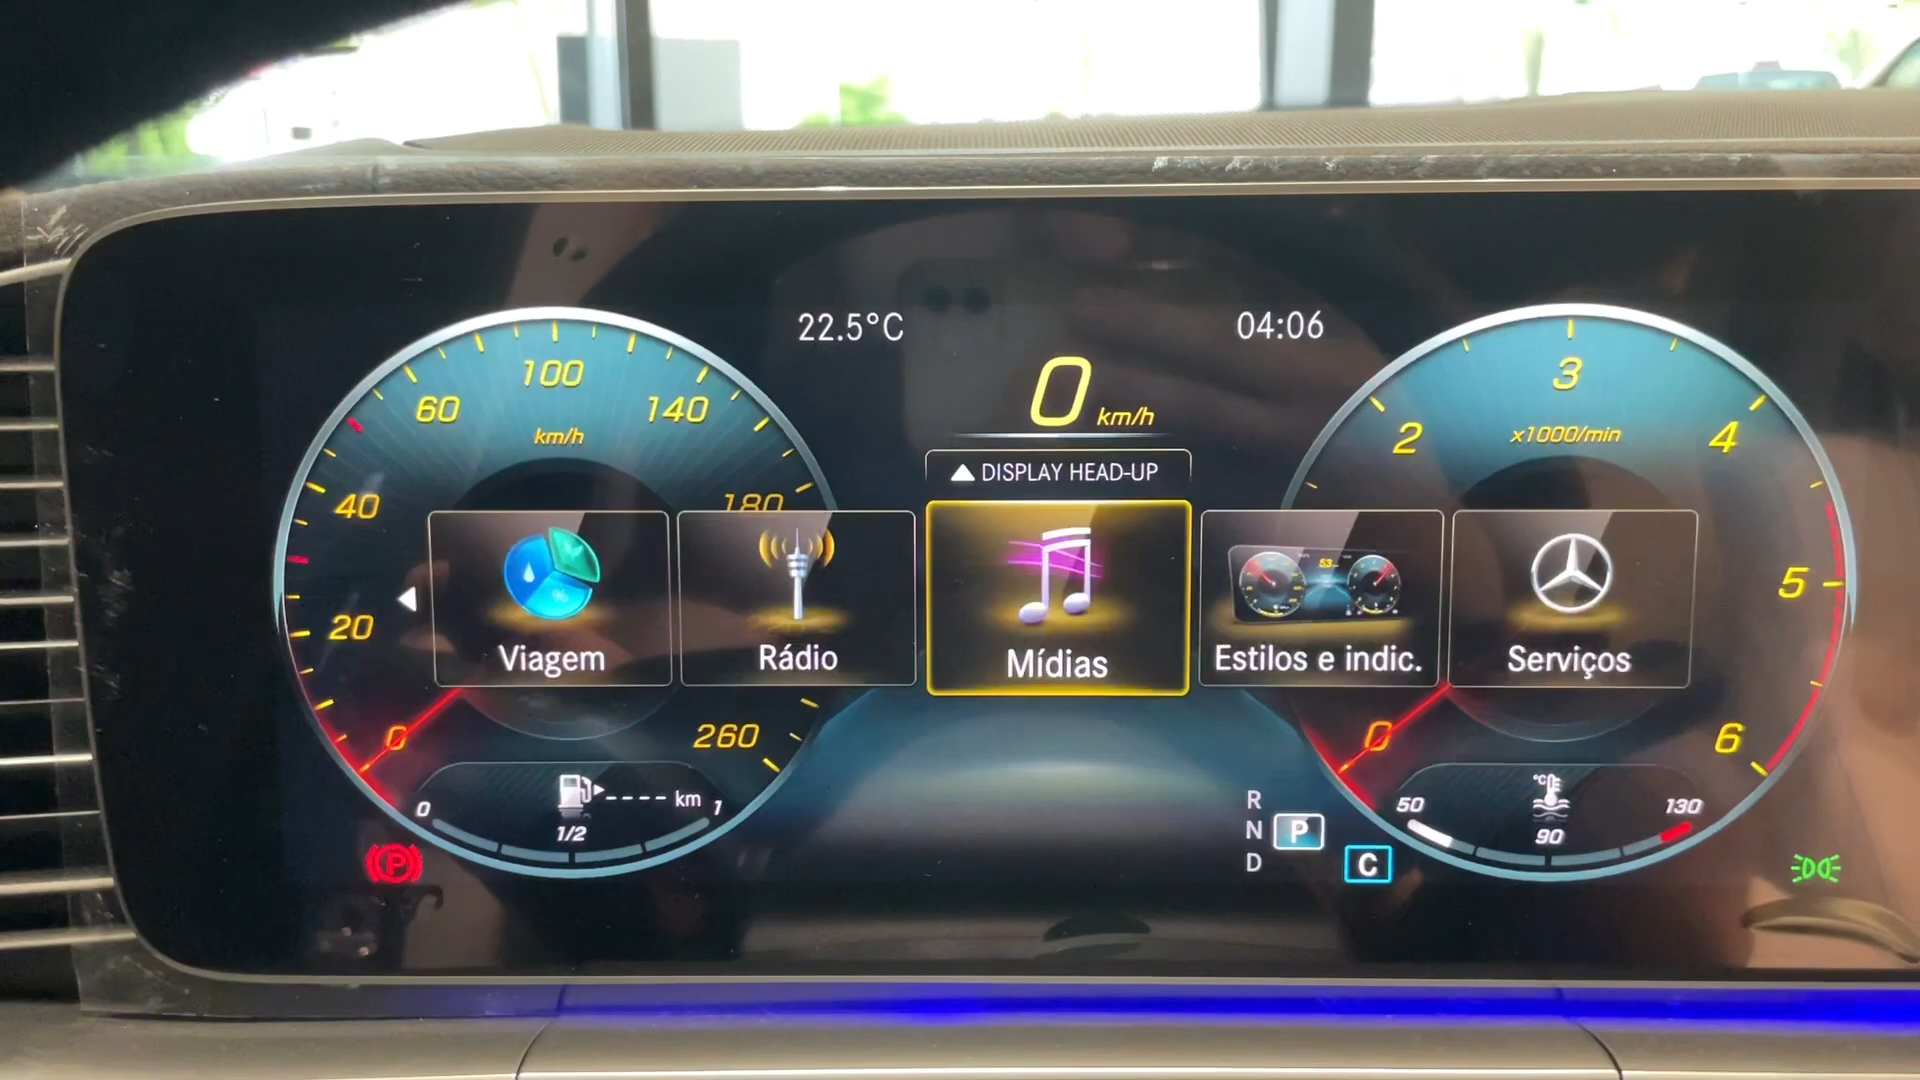 22.5°C
04:06
0 km/h
DISPLAY HEAD-UP
0
20
40
60
100
140
180
260
km/h
Viagem
Rádio
Mídias
Estilos e indic.
Serviços
0
2
3
4
5
6
x1000/min
53
0
1/2
1
---- km
R
N
D
P
C
50
°C
90
130
P